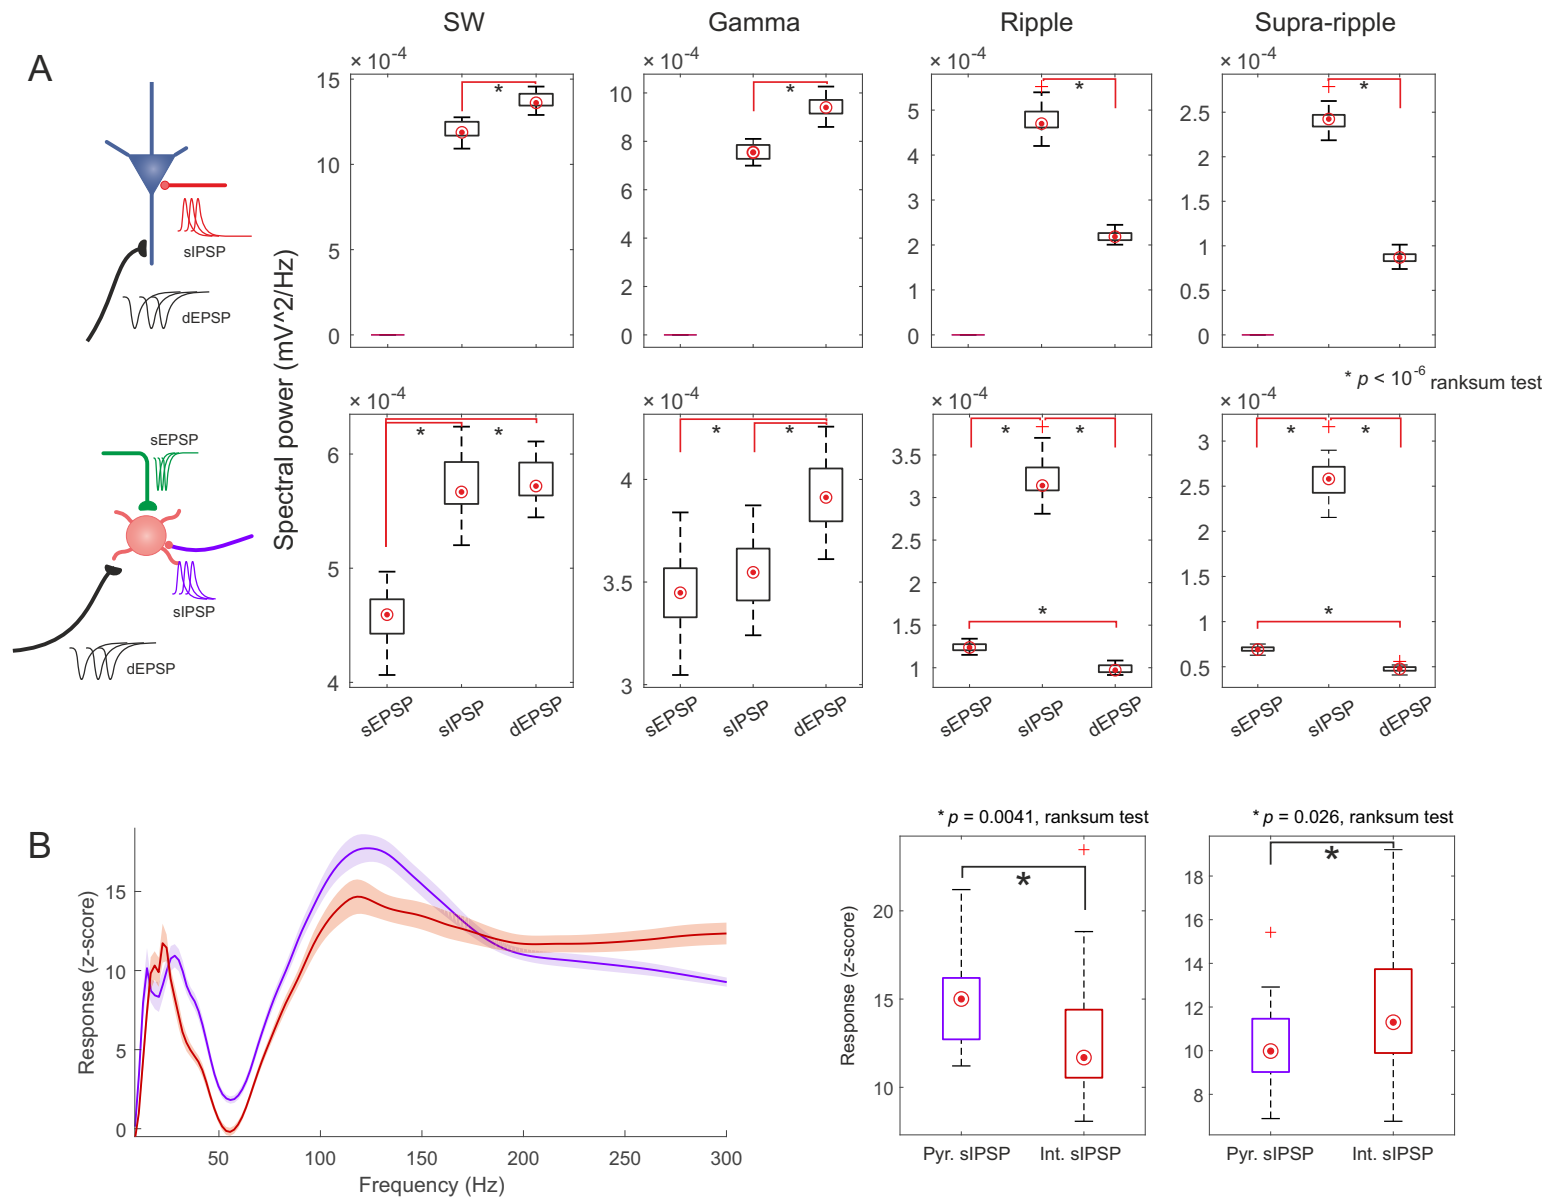 SW
Gamma
Ripple
Supra-ripple
A
× 10-4
× 10-4
× 10-4
× 10-4
15
10
5
0
10
8
6
4
2
0
5
4
3
2
1
0
2.5
2
1.5
1
0.5
0
*
*
*
*
sIPSP
dEPSP
Spectral power (mV^2/Hz)
* p < 10-6 ranksum test
× 10-4
× 10-4
× 10-4
× 10-4
6
5
4
4
3.5
3
3.5
3
2.5
2
1.5
1
3
2.5
2
1.5
1
0.5
* *
* *
* *
*
* *
*
sEPSP
sIPSP
dEPSP
sEPSP sIPSP dEPSP
sEPSP sIPSP dEPSP
sEPSP sIPSP dEPSP
sEPSP sIPSP dEPSP
B
Response (z-score)
15
10
5
0
50 100 150 200 250 300
Frequency (Hz)
* p = 0.0041, ranksum test
Response (z-score)
20
15
10
*
Pyr. sIPSP Int. sIPSP
* p = 0.026, ranksum test
18
16
14
12
10
8
*
Pyr. sIPSP Int. sIPSP